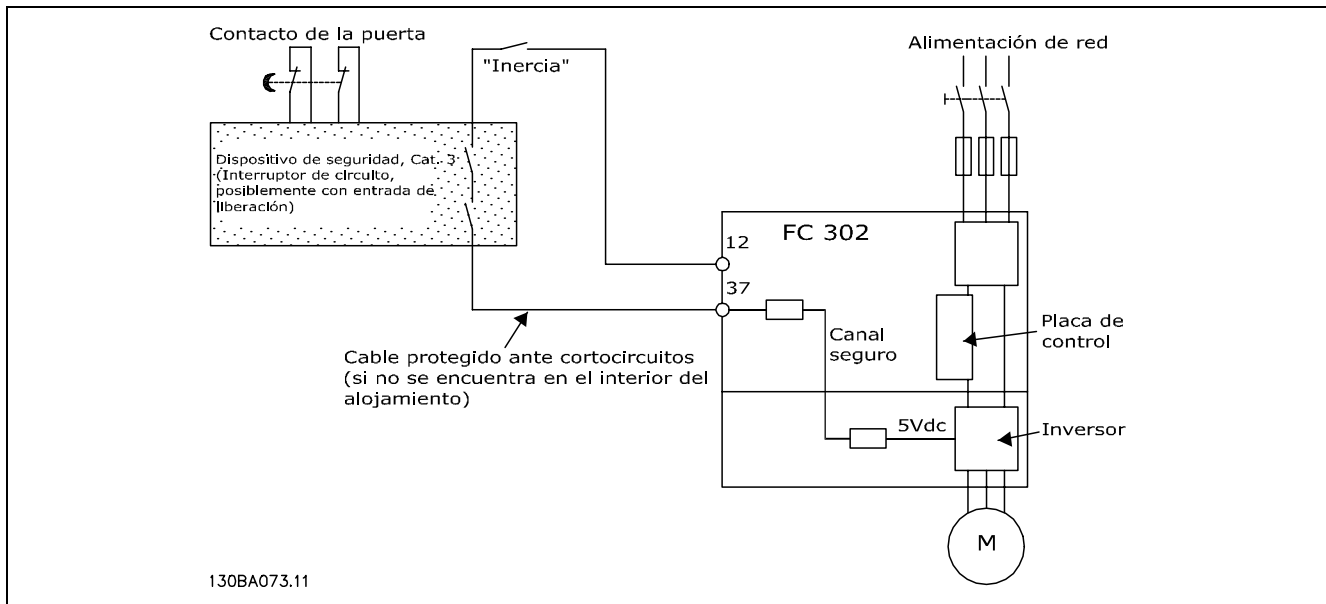 Contacto de la puerta
"Inercia"
Alimentación de red
Dispositivo de seguridad, Cat. 3
(Interruptor de circuito,
posiblemente con entrada de
liberación)
FC 302
12
37
Canal
seguro
Placa de
control
Cable protegido ante cortocircuitos
(si no se encuentra en el interior del
alojamiento)
5Vdc
Inversor
M
130BA073.11